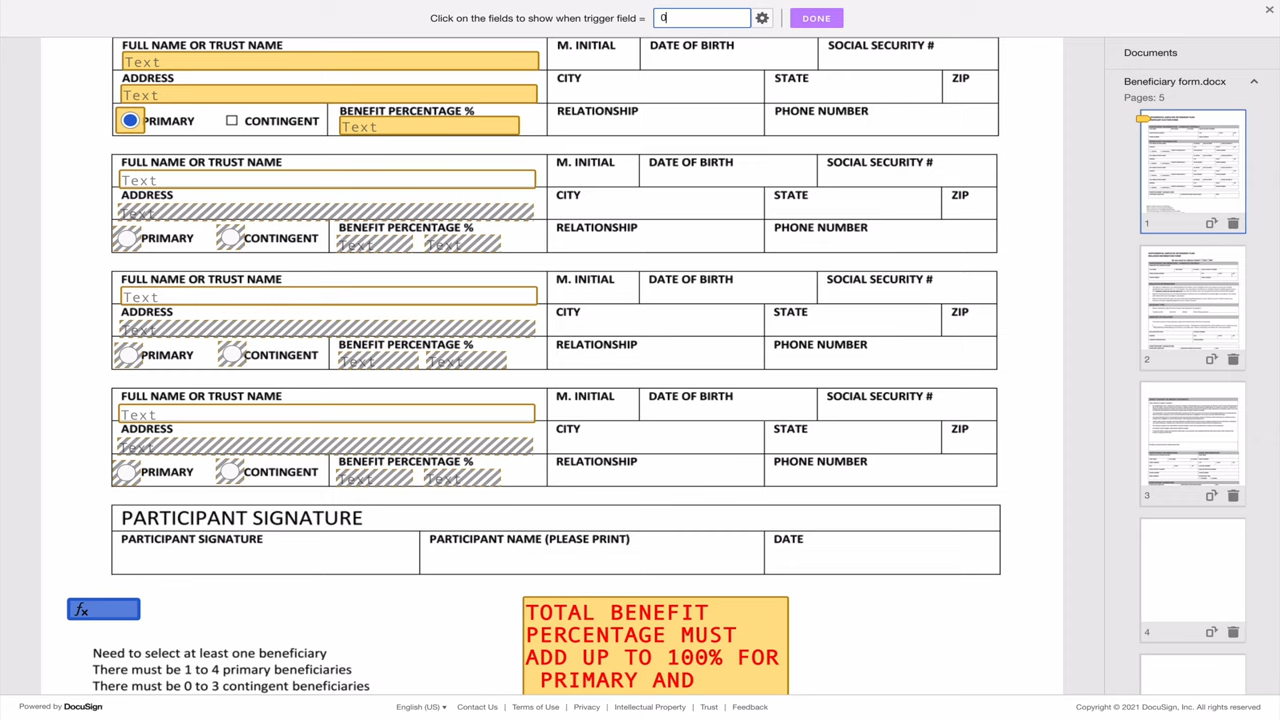 Click on the fields to show when trigger field = 0 DONE
FULL NAME OR TRUST NAME M. INITIAL DATE OF BIRTH SOCIAL SECURITY #
Text
ADDRESS CITY STATE ZIP
Text
PRIMARY CONTINGENT BENEFIT PERCENTAGE % RELATIONSHIP PHONE NUMBER
Text
FULL NAME OR TRUST NAME M. INITIAL DATE OF BIRTH SOCIAL SECURITY #
Text
ADDRESS CITY STATE ZIP
Text
PRIMARY CONTINGENT BENEFIT PERCENTAGE % RELATIONSHIP PHONE NUMBER
Text Text
FULL NAME OR TRUST NAME M. INITIAL DATE OF BIRTH SOCIAL SECURITY #
Text
ADDRESS CITY STATE ZIP
Text
PRIMARY CONTINGENT BENEFIT PERCENTAGE % RELATIONSHIP PHONE NUMBER
Text Text
FULL NAME OR TRUST NAME M. INITIAL DATE OF BIRTH SOCIAL SECURITY #
Text
ADDRESS CITY STATE ZIP
Text
PRIMARY CONTINGENT BENEFIT PERCENTAGE % RELATIONSHIP PHONE NUMBER
Text Text
PARTICIPANT SIGNATURE
PARTICIPANT SIGNATURE PARTICIPANT NAME (PLEASE PRINT) DATE
fx
Need to select at least one beneficiary
There must be 1 to 4 primary beneficiaries
There must be 0 to 3 contingent beneficiaries
TOTAL BENEFIT
PERCENTAGE MUST
ADD UP TO 100% FOR
PRIMARY AND
Documents
Beneficiary form.docx
Pages: 5
1
2
3
4
Powered by DocuSign English (US) Contact Us | Terms of Use | Privacy | Intellectual Property | Trust | Feedback Copyright © 2021 DocuSign, Inc. All rights reserved